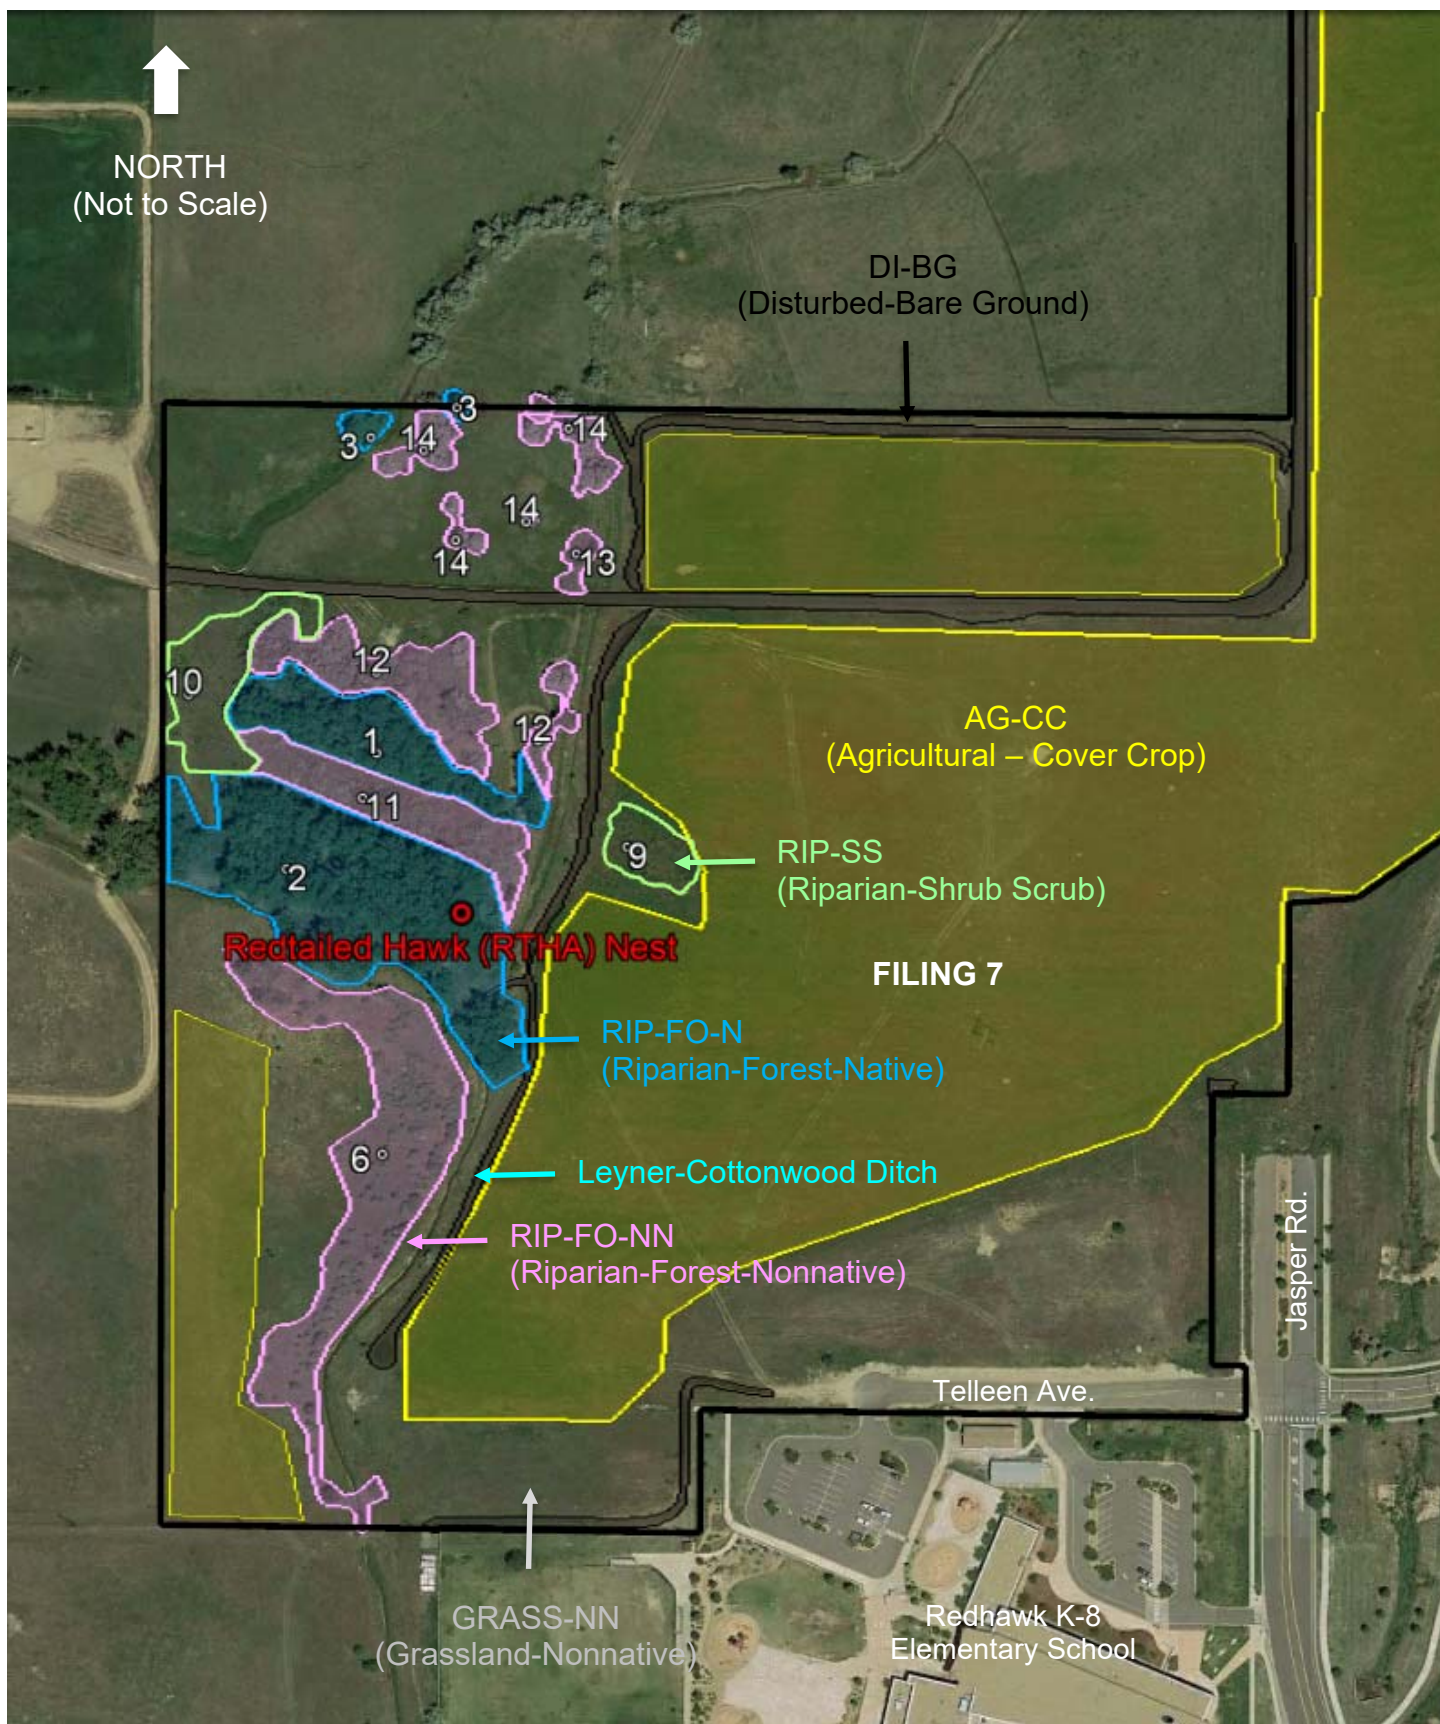 NORTH
(Not to Scale)
DI-BG
(Disturbed-Bare Ground)
3
3
14
14
14
14
13
12
10
12
1
11
AG-CC
(Agricultural – Cover Crop)
9
RIP-SS
(Riparian-Shrub Scrub)
2
Redtailed Hawk (RTHA) Nest
FILING 7
RIP-FO-N
(Riparian-Forest-Native)
6
Leyner-Cottonwood Ditch
RIP-FO-NN
(Riparian-Forest-Nonnative)
Jasper Rd.
Telleen Ave.
GRASS-NN
(Grassland-Nonnative)
Redhawk K-8
Elementary School